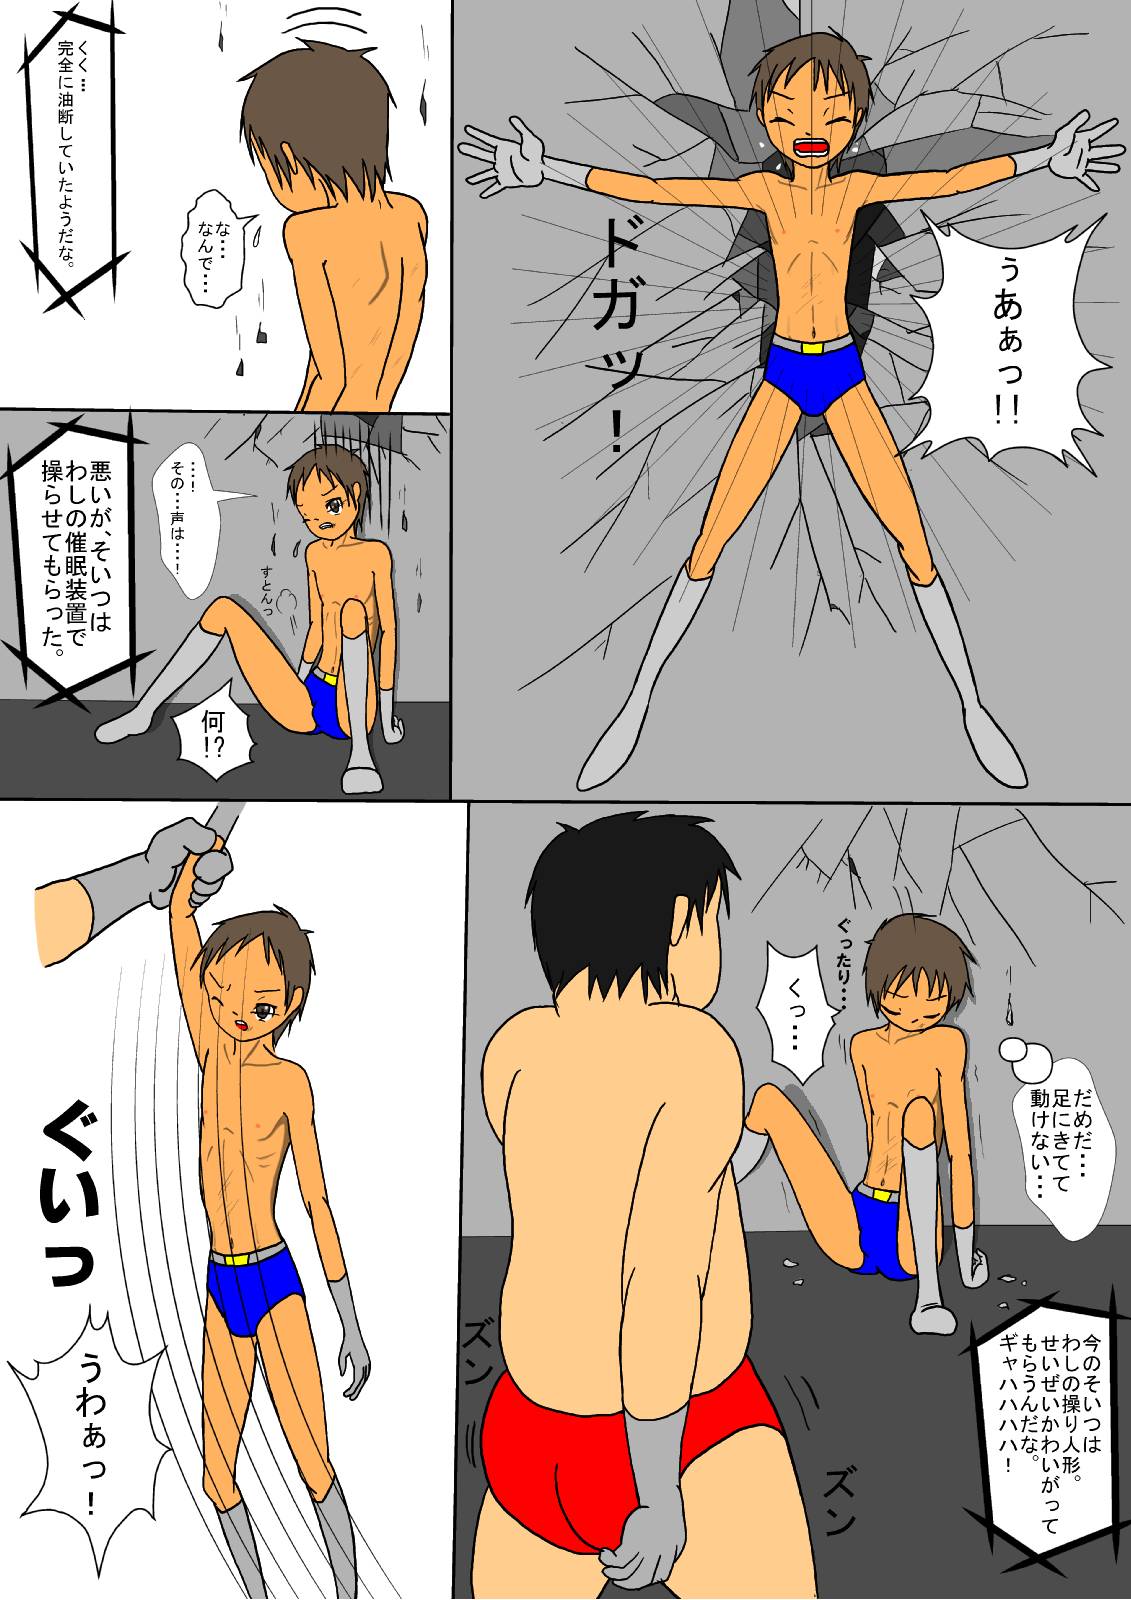 うあぁっ!!
ドガッ!
な・・・
なんで・・・
くく・・・
完全に油断していたようだな。
・・・!
その・・・声は・・・・!
すとんっ
悪いが、そいつは
わしの催眠装置で
操らせてもらった。
何!?
ぐったり・・・
くっ・・・
だめだ・・・
足にきてて
動けない・・・
今のそいつは
わしの操り人形。
せいぜいかわいがって
もらうんだな。
ギャハハハハ!
ズン
ズン
ぐいっ
うわぁっ!